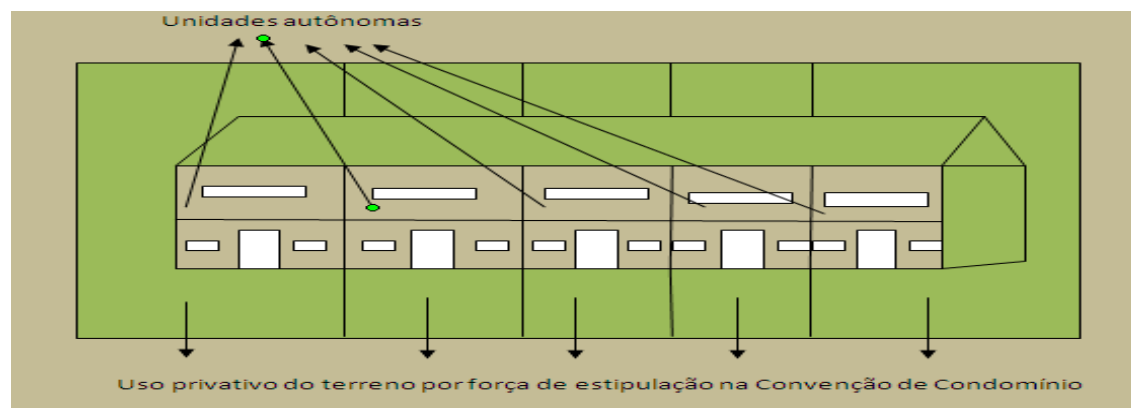 Unidades autônomas
Uso privativo do terreno por força de estipulação na Convenção de Condomínio